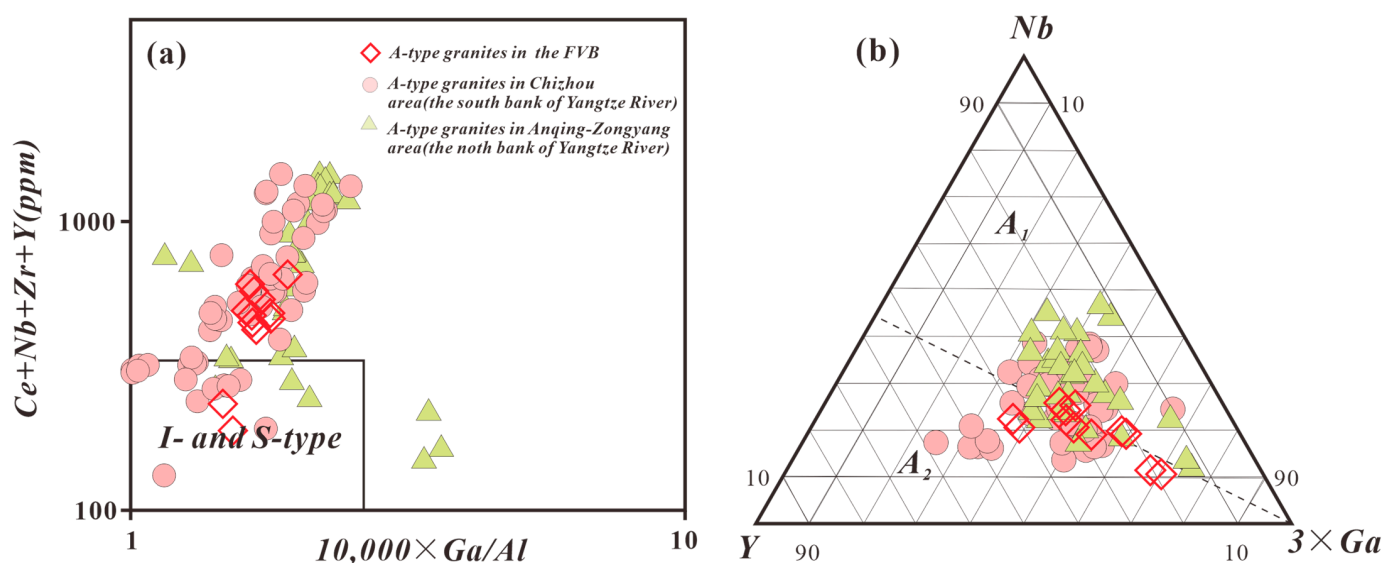 (a)
A-type granites in the FVB
A-type granites in Chizhou
area(the south bank of Yangtze River)
A-type granites in Anqing-Zongyang
area(the noth bank of Yangtze River)
Ce+Nb+Zr+Y(ppm)
1000
100
I- and S-type
1
10,000×Ga/Al
10
(b)
Nb
90
10
A1
A2
10
90
Y
90
10
3×Ga